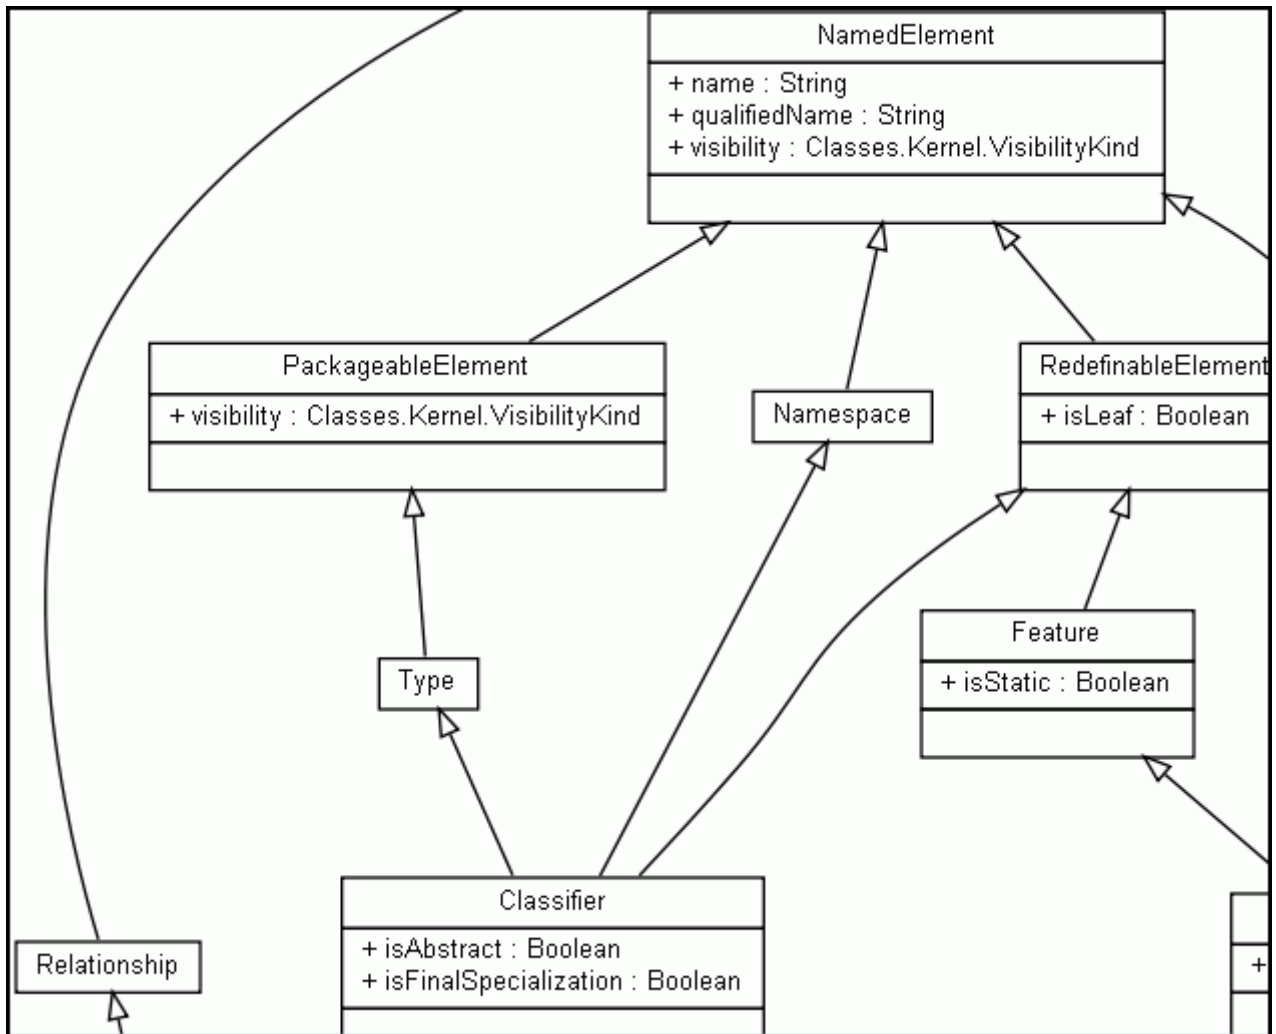 NamedElement
+ name : String
+ qualifiedName : String
+ visibility : Classes.Kernel.VisibilityKind
PackageableElement
+ visibility : Classes.Kernel.VisibilityKind
Namespace
RedefinableElement
+ isLeaf : Boolean
Type
Feature
+ isStatic : Boolean
Classifier
+ isAbstract : Boolean
+ isFinalSpecialization : Boolean
Relationship
+